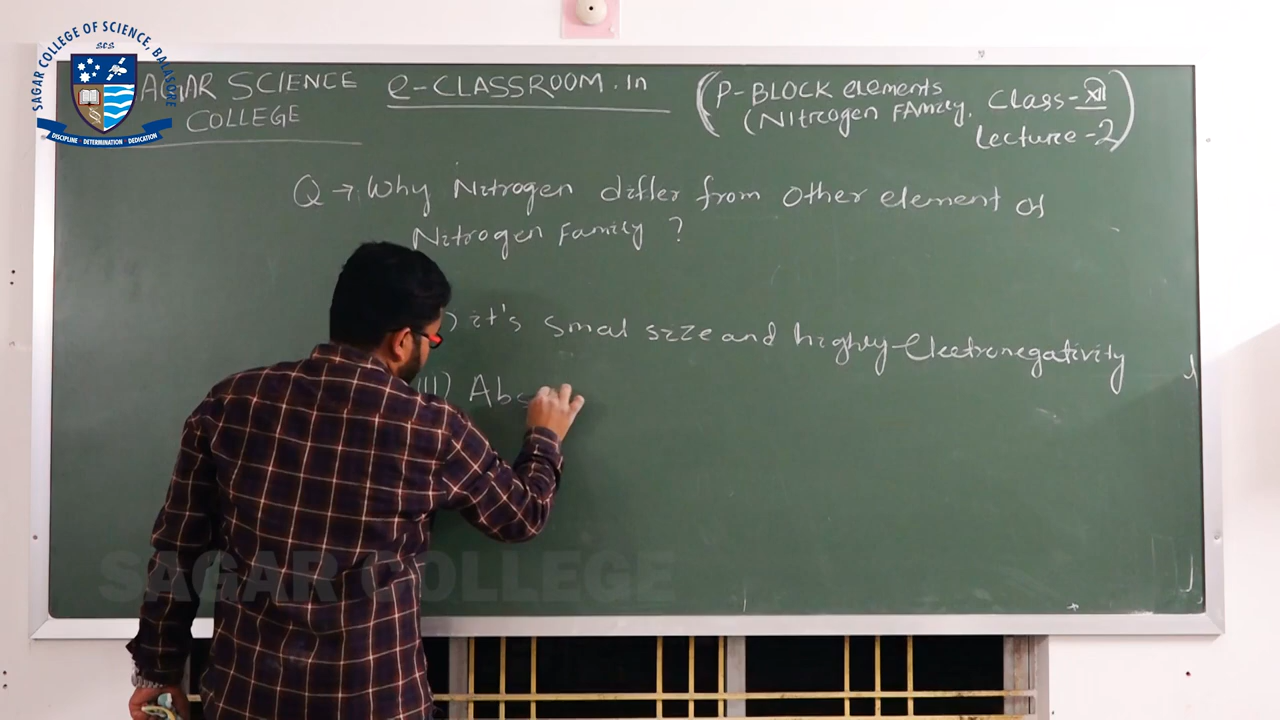 SAGAR COLLEGE OF SCIENCE, BALASORE
SCS
DISCIPLINE · DETERMINATION · DEDICATION
AGAR SCIENCE
COLLEGE
e-CLASSROOM.In
(P-BLOCK elements
(Nitrogen FAMily,
Class-XII
Lecture-2)
Q → Why Nitrogen differ from other element of
Nitrogen Family ?
) it's smal size and highly Electronegativity
III) Abs
SAGAR COLLEGE